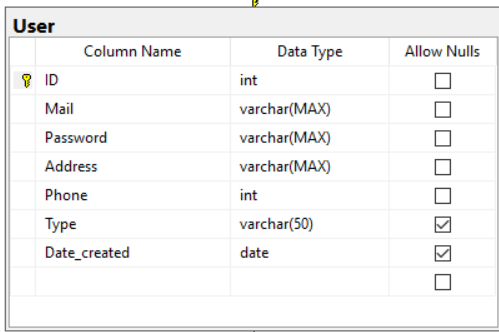 User
Column Name Data Type Allow Nulls
ID int
Mail varchar(MAX)
Password varchar(MAX)
Address varchar(MAX)
Phone int
Type varchar(50)
Date_created date